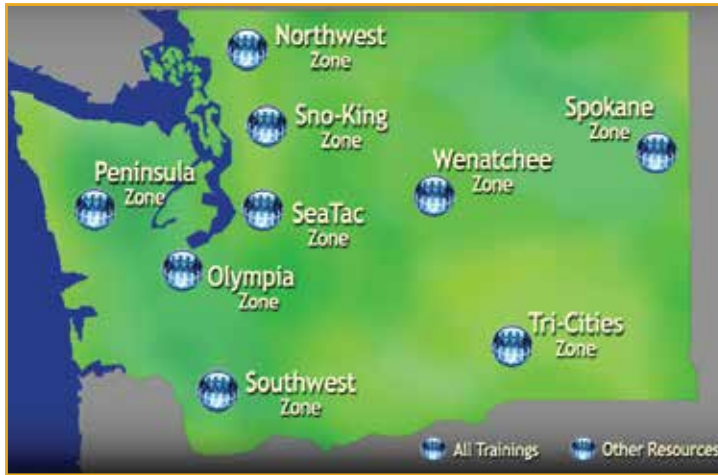 Northwest
Zone
Sno-King
Zone
Spokane
Zone
Peninsula
Zone
Wenatchee
Zone
SeaTac
Zone
Olympia
Zone
Tri-Cities
Zone
Southwest
Zone
All Trainings
Other Resources